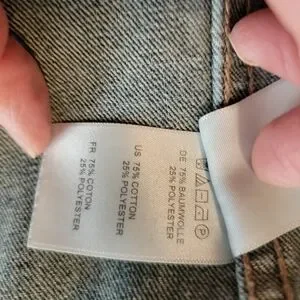 DE 75% BAUMWOLLE
25% POLYESTER
US 75% COTTON
25% POLYESTER
FR 75% COTON
25% POLYESTER